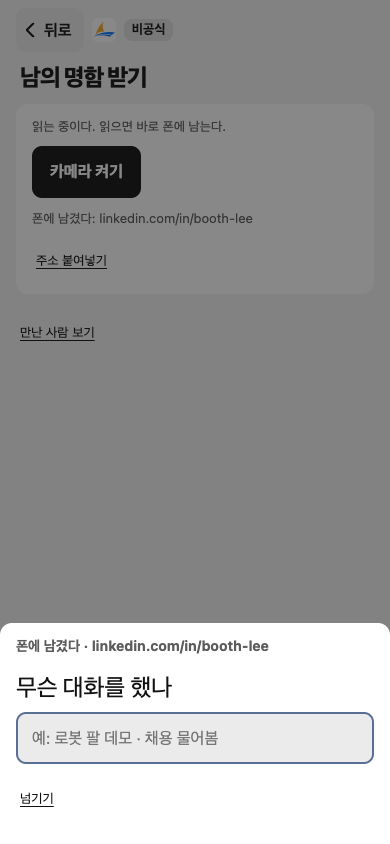 뒤로
비공식
남의 명함 받기
읽는 중이다. 읽으면 바로 폰에 남는다.
카메라 켜기
폰에 남겼다: linkedin.com/in/booth-lee
주소 붙여넣기
만난 사람 보기
폰에 남겼다 · linkedin.com/in/booth-lee
무슨 대화를 했나
예: 로봇 팔 데모 · 채용 물어봄
넘기기